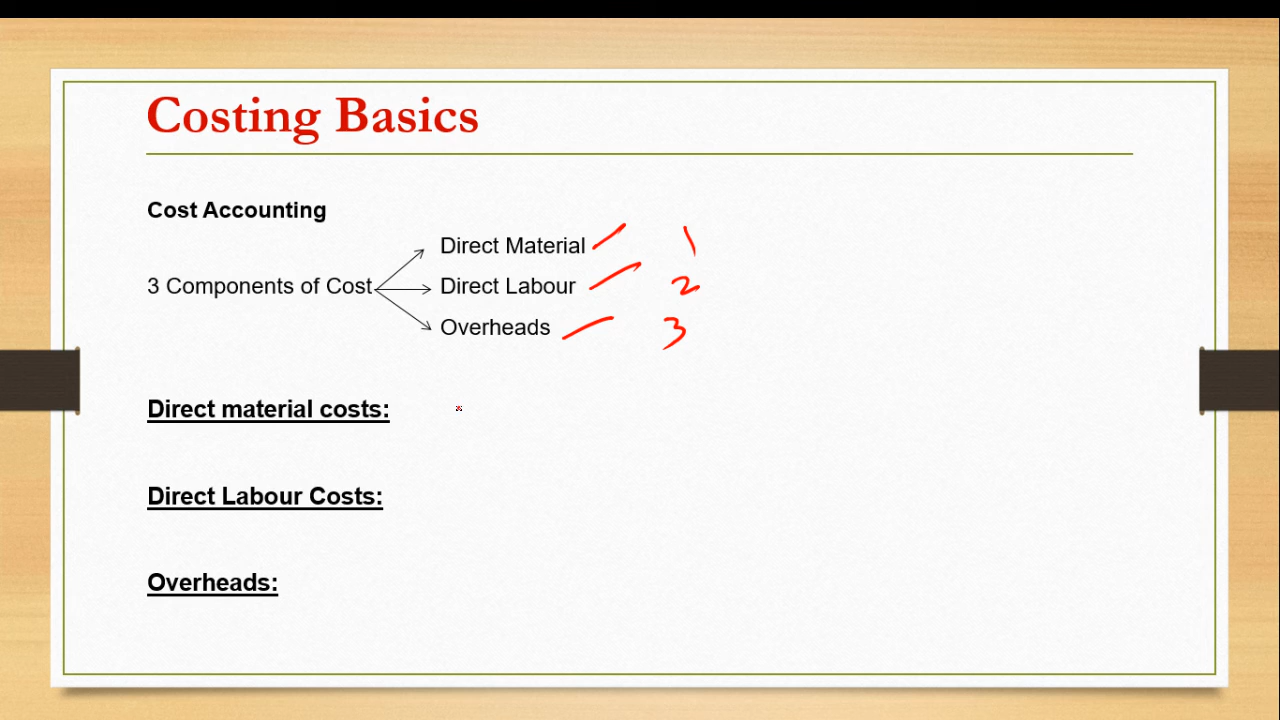 Costing Basics
Cost Accounting
Direct Material 1
3 Components of Cost Direct Labour 2
Overheads 3
Direct material costs:
Direct Labour Costs:
Overheads: